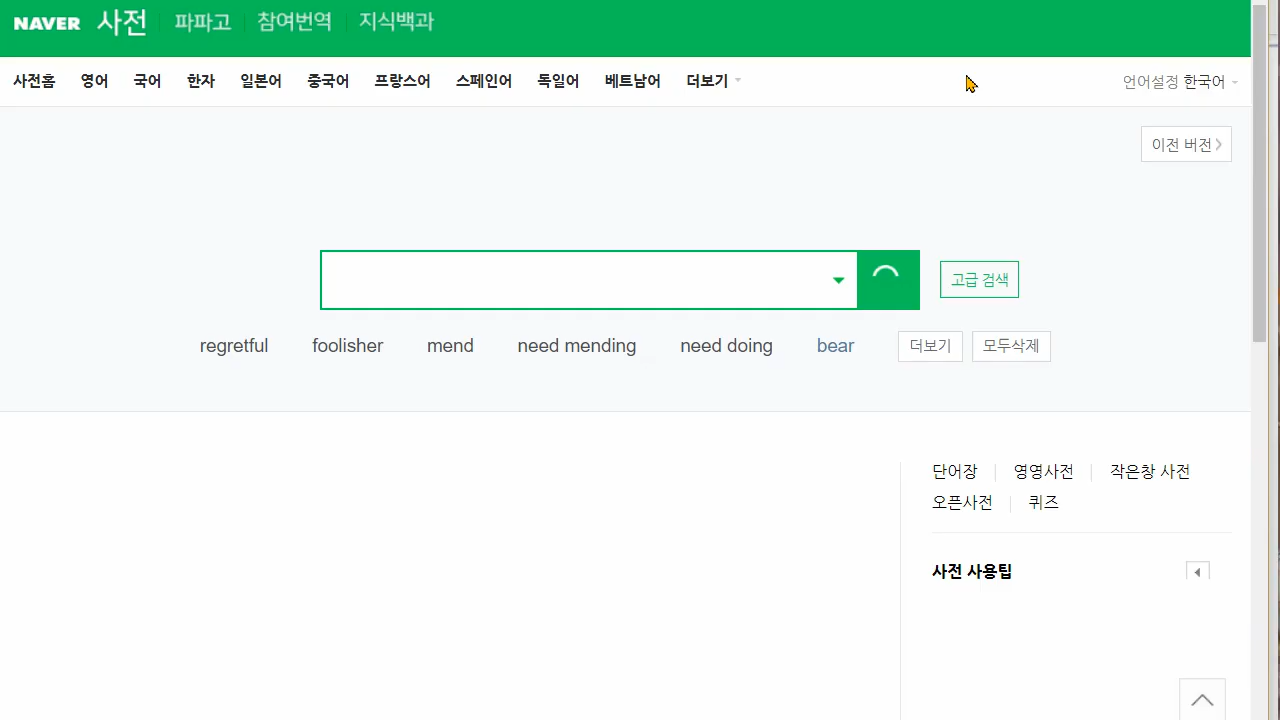 NAVER 사전 파파고 참여번역 지식백과
사전홈 영어 국어 한자 일본어 중국어 프랑스어 스페인어 독일어 베트남어 더보기 언어설정 한국어
이전 버전
고급 검색
regretful foolisher mend need mending need doing bear 더보기 모두삭제
단어장 영영사전 작은창 사전
오픈사전 퀴즈
사전 사용팁